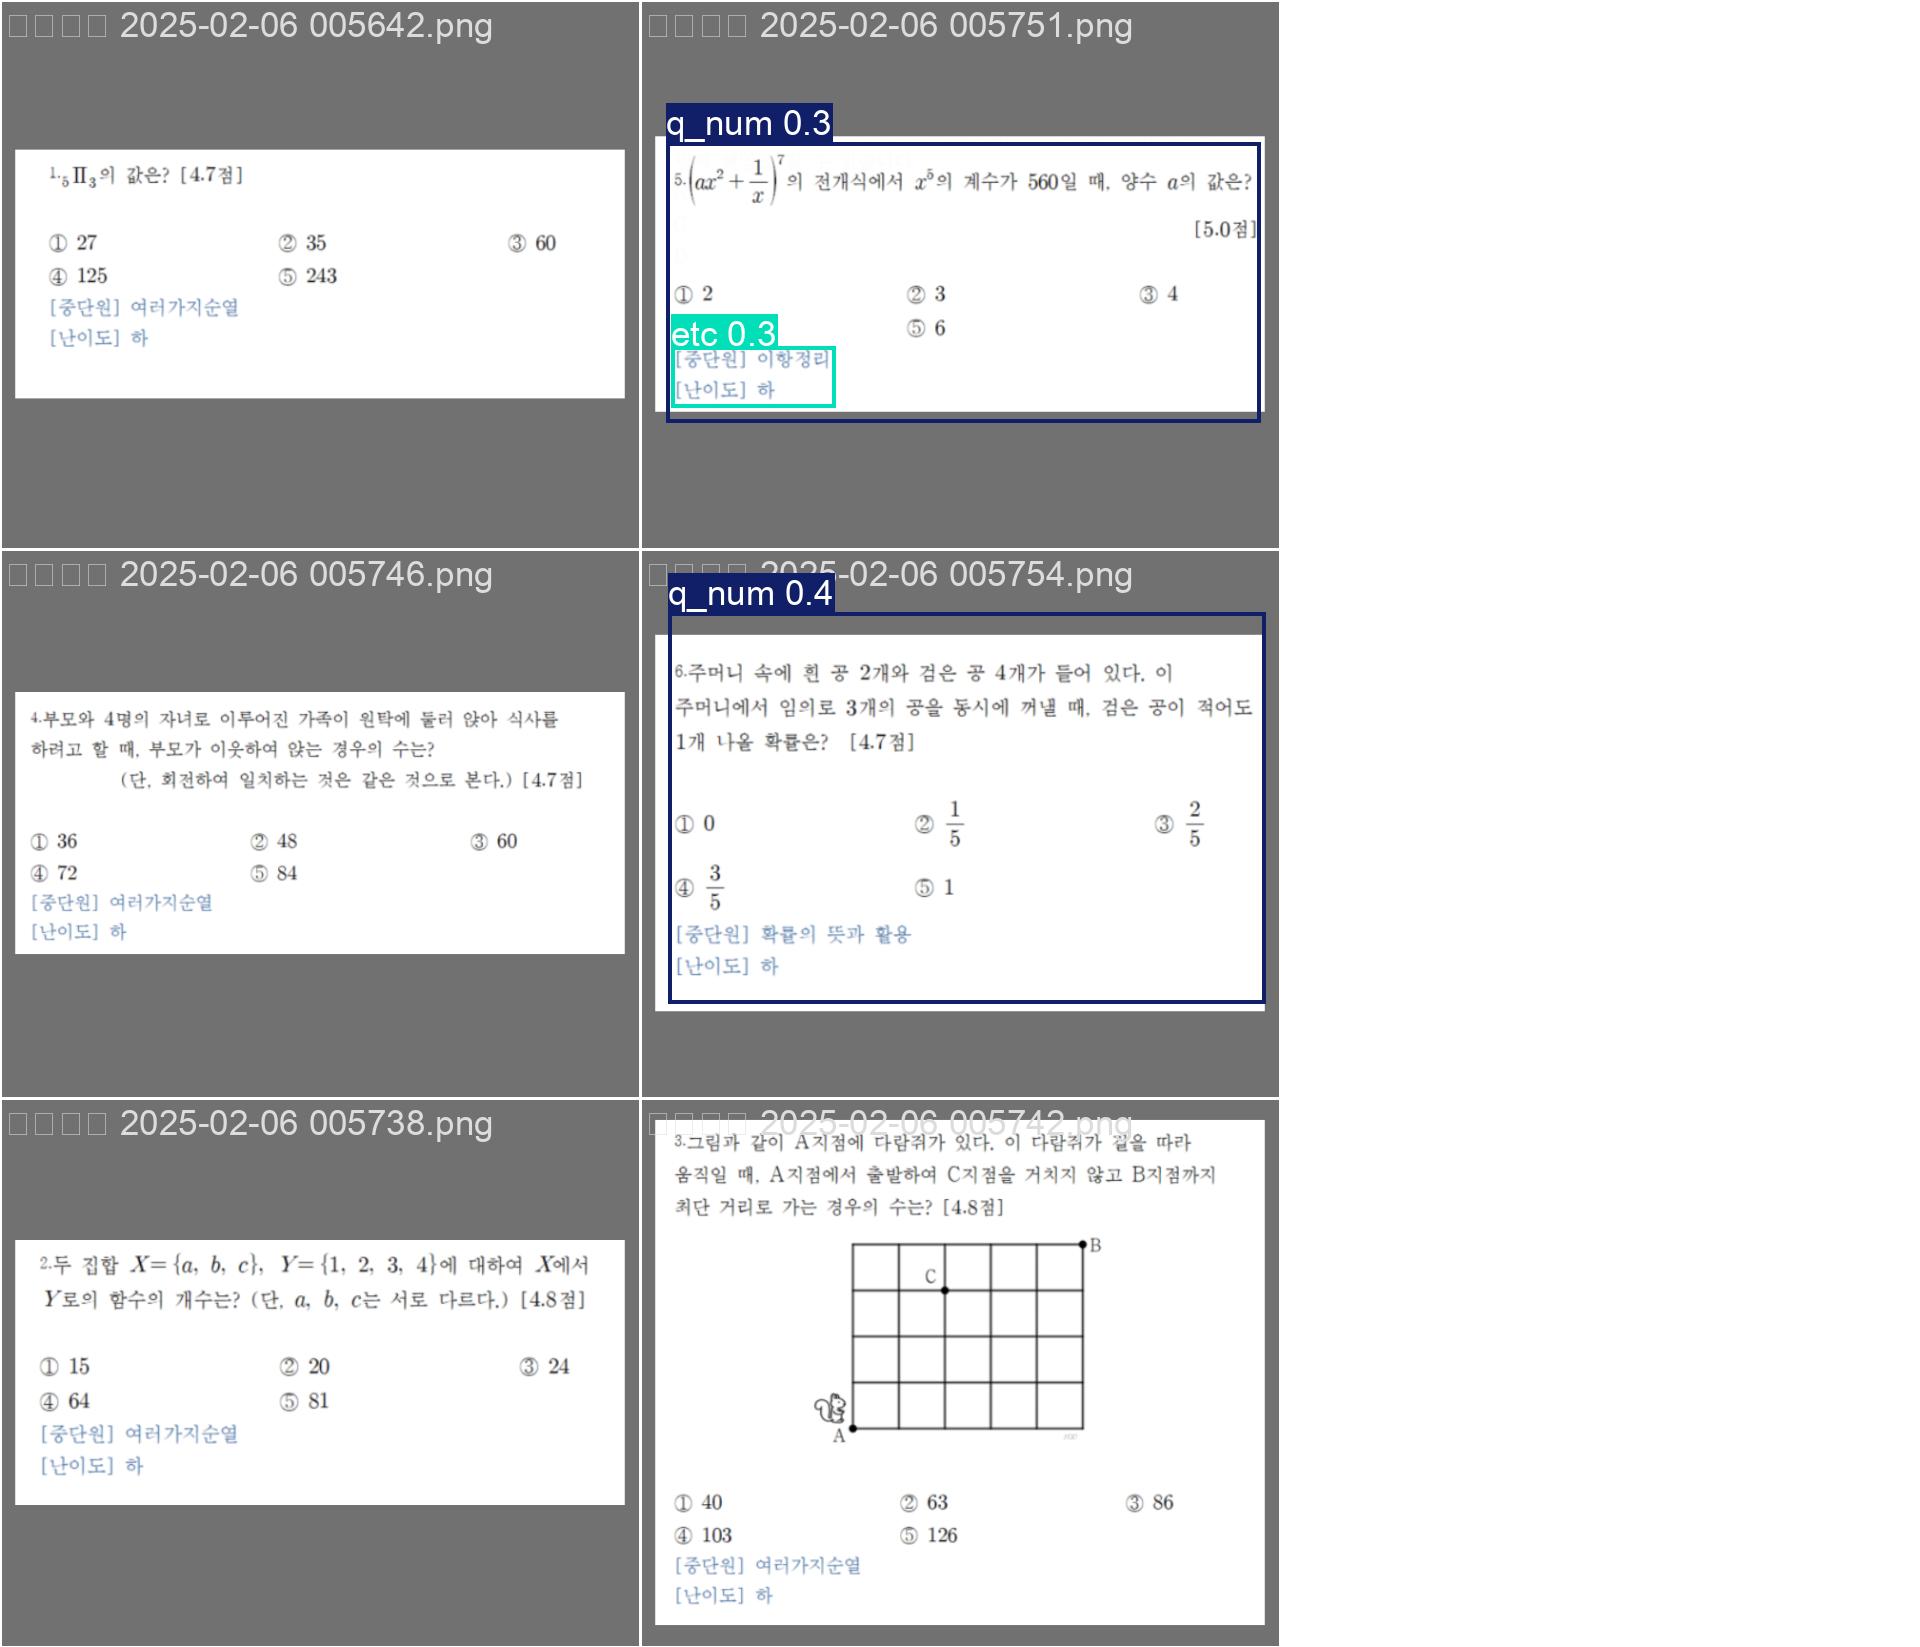 2025-02-06 005642.png
1. ₅Π₃의 값은? [4.7점]
① 27 ② 35 ③ 60
④ 125 ⑤ 243
[중단원] 여러가지순열
[난이도] 하
2025-02-06 005751.png
q_num 0.3
5. (ax² + 1/x)⁷의 전개식에서 x⁵의 계수가 560일 때, 양수 a의 값은?
[5.0점]
① 2 ② 3 ③ 4
⑤ 6
etc 0.3
[중단원] 이항정리
[난이도] 하
2025-02-06 005746.png
4.부모와 4명의 자녀로 이루어진 가족이 원탁에 둘러 앉아 식사를
하려고 할 때, 부모가 이웃하여 앉는 경우의 수는?
(단, 회전하여 일치하는 것은 같은 것으로 본다.) [4.7점]
① 36 ② 48 ③ 60
④ 72 ⑤ 84
[중단원] 여러가지순열
[난이도] 하
-02-06 005754.png
q_num 0.4
6.주머니 속에 흰 공 2개와 검은 공 4개가 들어 있다. 이
주머니에서 임의로 3개의 공을 동시에 꺼낼 때, 검은 공이 적어도
1개 나올 확률은? [4.7점]
① 0 ② 1/5 ③ 2/5
④ 3/5 ⑤ 1
[중단원] 확률의 뜻과 활용
[난이도] 하
2025-02-06 005738.png
2.두 집합 X={a, b, c}, Y={1, 2, 3, 4}에 대하여 X에서
Y로의 함수의 개수는? (단, a, b, c는 서로 다르다.) [4.8점]
① 15 ② 20 ③ 24
④ 64 ⑤ 81
[중단원] 여러가지순열
[난이도] 하
2025-02-06 005742.png
3.그림과 같이 A지점에 다람쥐가 있다. 이 다람쥐가 길을 따라
움직일 때, A지점에서 출발하여 C지점을 거치지 않고 B지점까지
최단 거리로 가는 경우의 수는? [4.8점]
B
C
A
① 40 ② 63 ③ 86
④ 103 ⑤ 126
[중단원] 여러가지순열
[난이도] 하